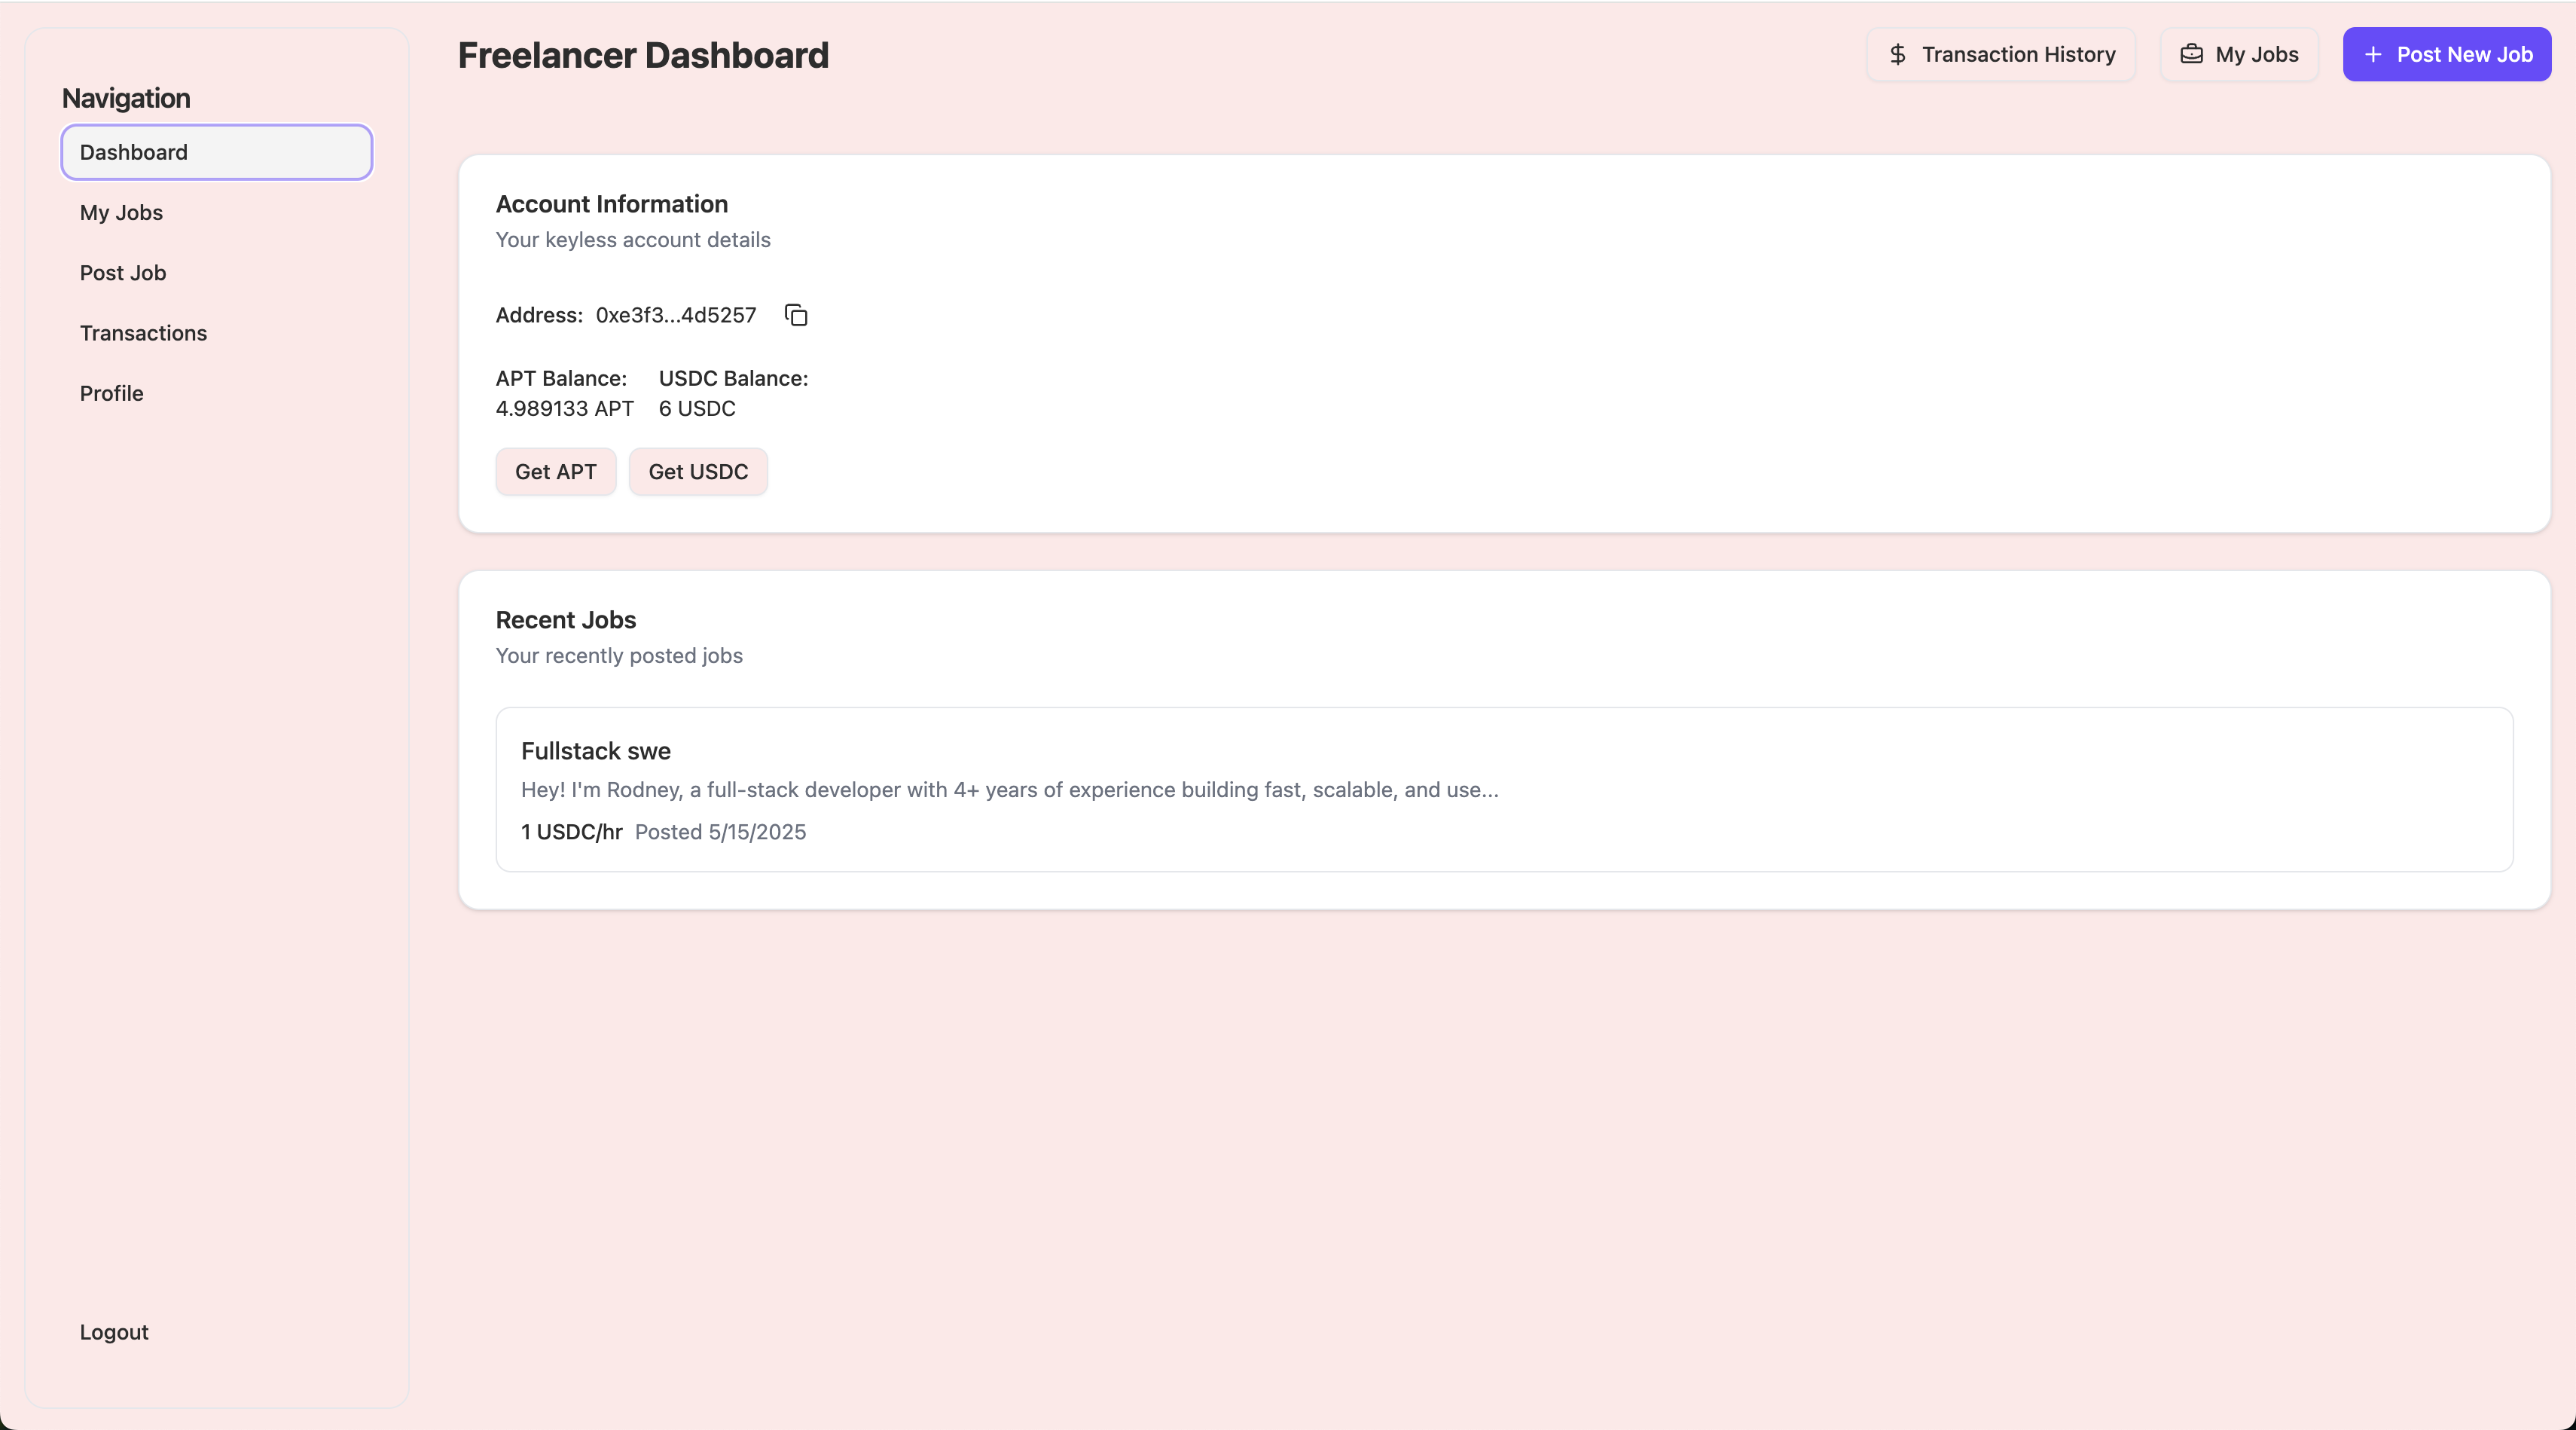 Navigation
Dashboard
My Jobs
Post Job
Transactions
Profile
Logout
Freelancer Dashboard
Transaction History
My Jobs
Post New Job
Account Information
Your keyless account details
Address: 0xe3f3...4d5257
APT Balance: USDC Balance:
4.989133 APT 6 USDC
Get APT Get USDC
Recent Jobs
Your recently posted jobs
Fullstack swe
Hey! I'm Rodney, a full-stack developer with 4+ years of experience building fast, scalable, and use...
1 USDC/hr Posted 5/15/2025